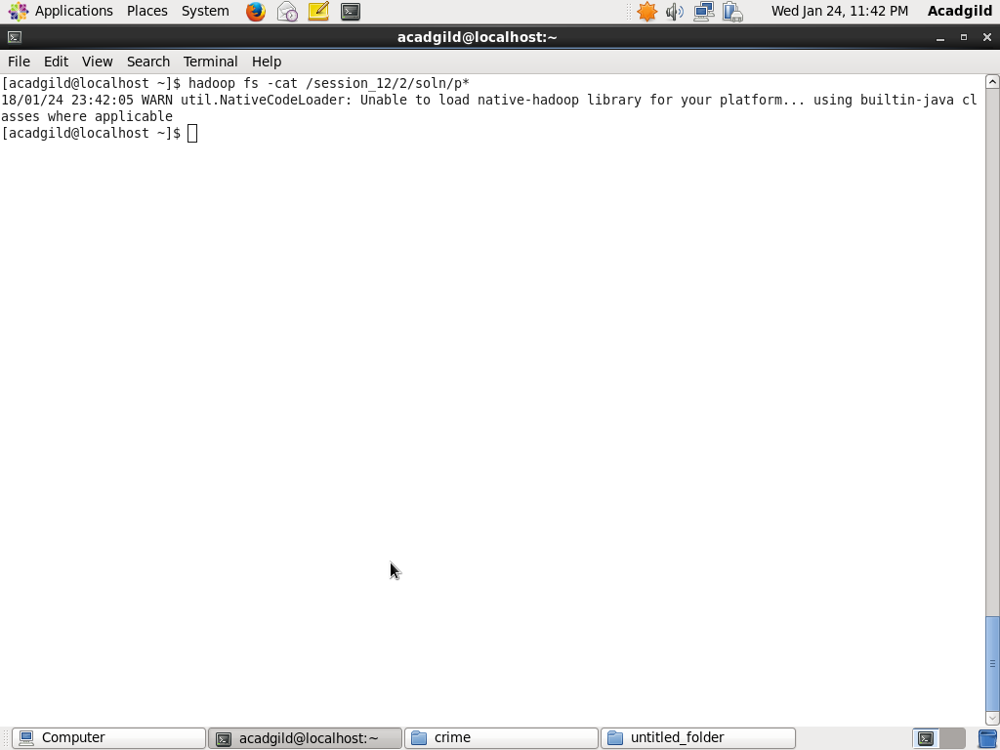 Applications Places System Wed Jan 24, 11:42 PM Acadgild
acadgild@localhost:~
File Edit View Search Terminal Help
[acadgild@localhost ~]$ hadoop fs -cat /session_12/2/soln/p*
18/01/24 23:42:05 WARN util.NativeCodeLoader: Unable to load native-hadoop library for your platform... using builtin-java cl
asses where applicable
[acadgild@localhost ~]$
Computer acadgild@localhost:~ crime untitled_folder